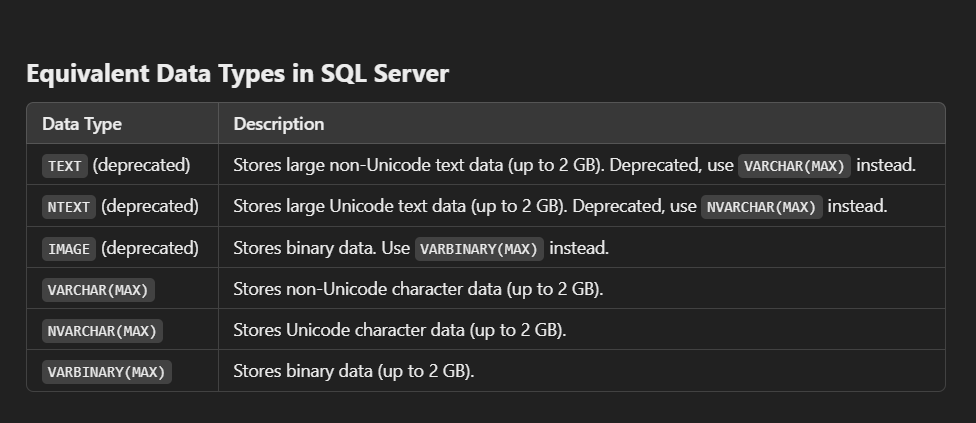 Equivalent Data Types in SQL Server
Data Type Description
TEXT (deprecated) Stores large non-Unicode text data (up to 2 GB). Deprecated, use VARCHAR(MAX) instead.
NTEXT (deprecated) Stores large Unicode text data (up to 2 GB). Deprecated, use NVARCHAR(MAX) instead.
IMAGE (deprecated) Stores binary data. Use VARBINARY(MAX) instead.
VARCHAR(MAX) Stores non-Unicode character data (up to 2 GB).
NVARCHAR(MAX) Stores Unicode character data (up to 2 GB).
VARBINARY(MAX) Stores binary data (up to 2 GB).